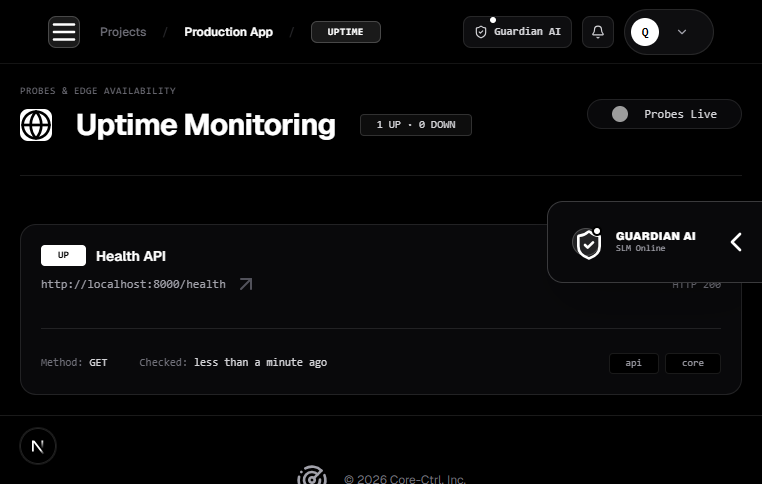 Projects / Production App / UPTIME
Guardian AI
Q
PROBES & EDGE AVAILABILITY
Uptime Monitoring
1 UP · 0 DOWN
Probes Live
GUARDIAN AI
SLM Online
UP Health API
http://localhost:8000/health
HTTP 200
Method: GET
Checked: less than a minute ago
api
core
N
© 2026 Core-Ctrl, Inc.